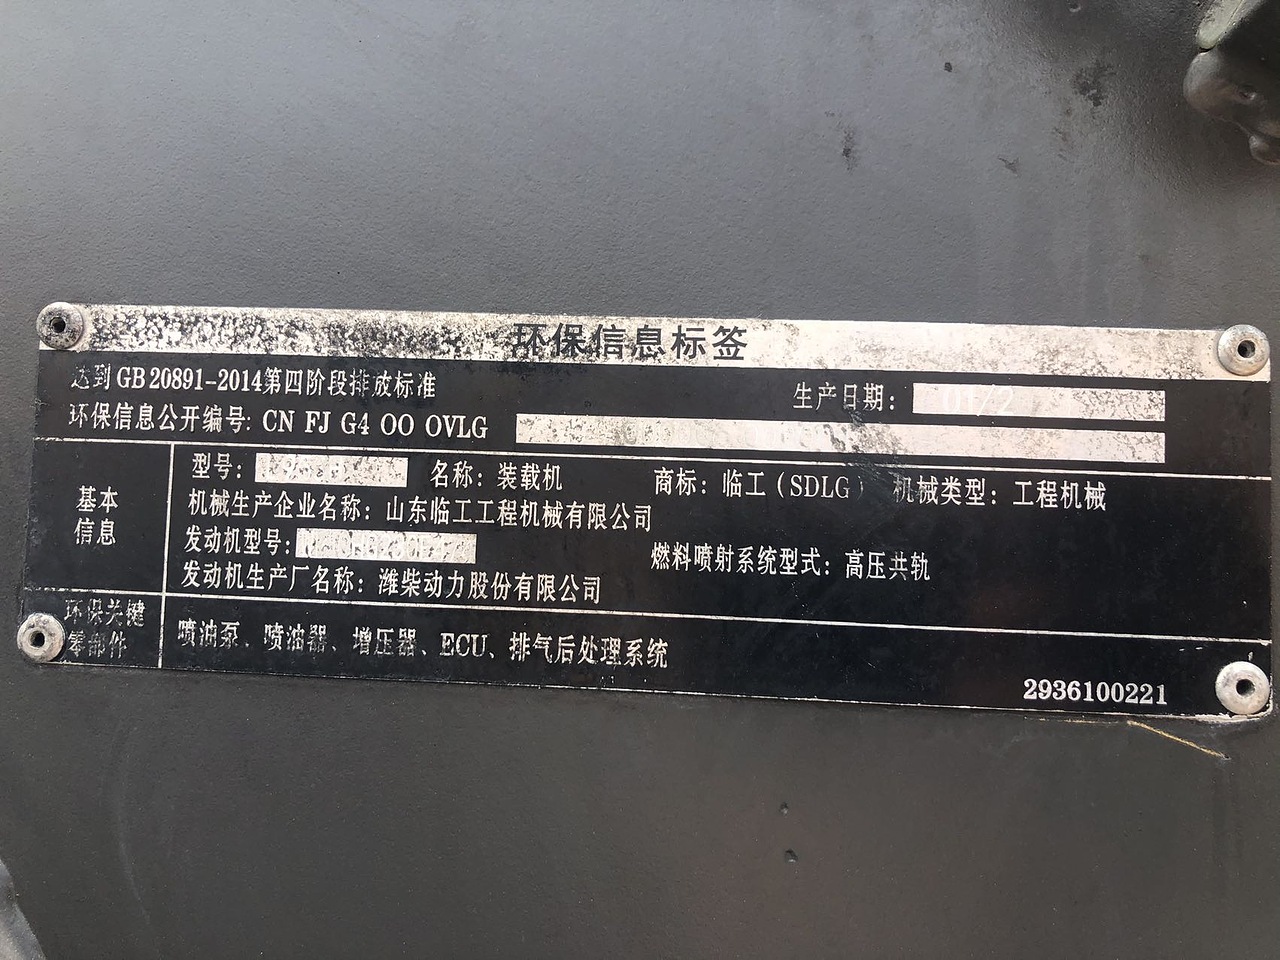 环保信息标签
达到GB 20891-2014第四阶段排放标准 生产日期:
环保信息公开编号: CN FJ G4 OO OVLG
基本信息
型号: 名称: 装载机 商标: 临工(SDLG) 机械类型: 工程机械
机械生产企业名称: 山东临工工程机械有限公司
发动机型号: 燃料喷射系统型式: 高压共轨
发动机生产厂名称: 潍柴动力股份有限公司
环保关键零部件
喷油泵、喷油器、增压器、ECU、排气后处理系统
2936100221